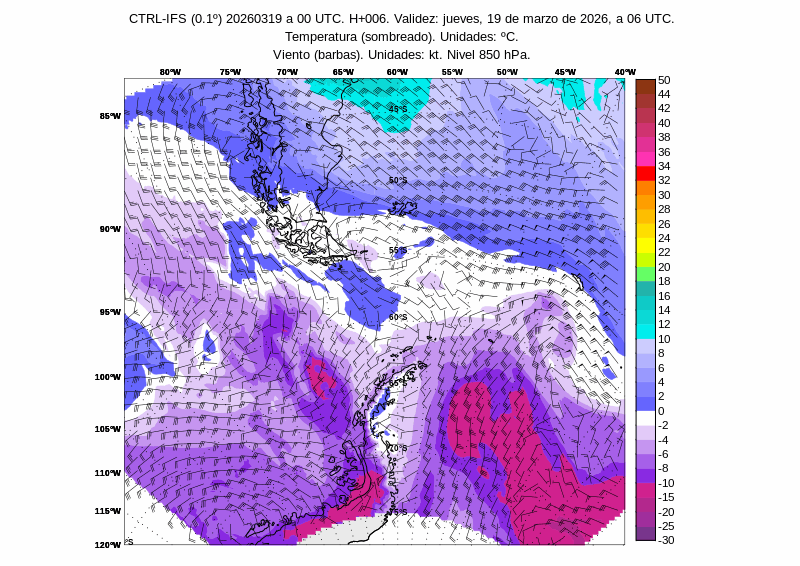 CTRL-IFS (0.1º) 20260319 a 00 UTC. H+006. Validez: jueves, 19 de marzo de 2026, a 06 UTC.
Temperatura (sombreado). Unidades: ºC.
Viento (barbas). Unidades: kt. Nivel 850 hPa.
80°W 75°W 70°W 65°W 60°W 55°W 50°W 45°W 40°W
85°W
90°W
95°W
100°W
105°W
110°W
115°W
120°W
45°S
50°S
55°S
60°S
65°S
70°S
75°S
°S
50
44
42
40
38
36
34
32
30
28
26
24
22
20
18
16
14
12
10
8
6
4
2
0
-2
-4
-6
-8
-10
-15
-20
-25
-30